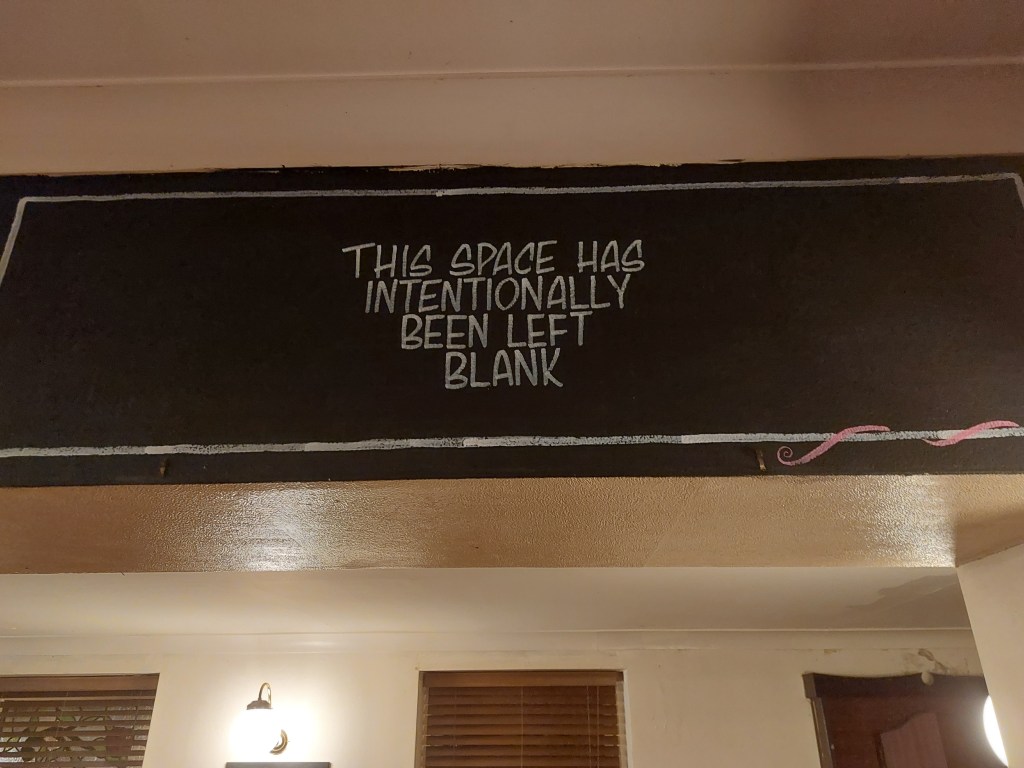 THIS SPACE HAS
INTENTIONALLY
BEEN LEFT
BLANK